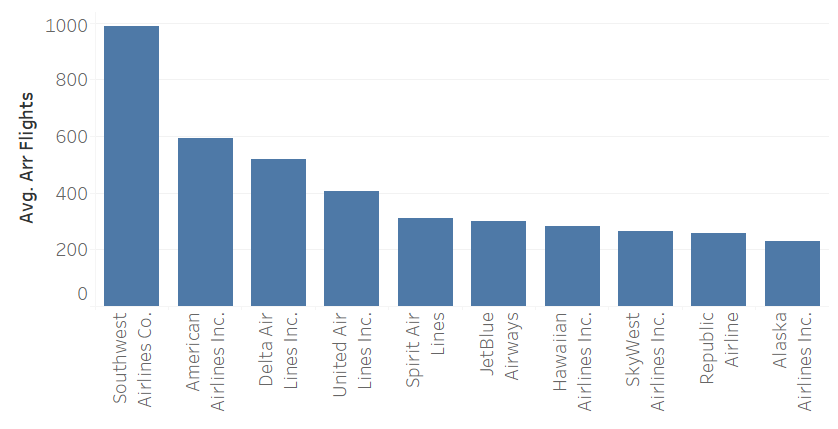 Avg. Arr Flights
1000
800
600
400
200
0
Southwest
Airlines Co.
American
Airlines Inc.
Delta Air
Lines Inc.
United Air
Lines Inc.
Spirit Air
Lines
JetBlue
Airways
Hawaiian
Airlines Inc.
SkyWest
Airlines Inc.
Republic
Airline
Alaska
Airlines Inc.